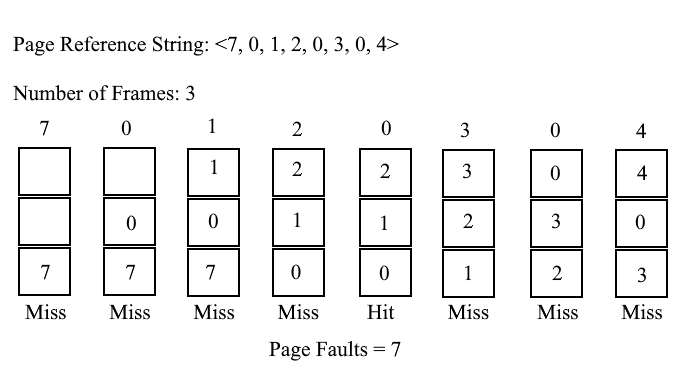 Page Reference String: <7, 0, 1, 2, 0, 3, 0, 4>
Number of Frames: 3
7 0 1 2 0 3 0 4
1 2 2 3 0 4
0 0 1 1 2 3 0
7 7 7 0 0 1 2 3
Miss Miss Miss Miss Hit Miss Miss Miss
Page Faults = 7